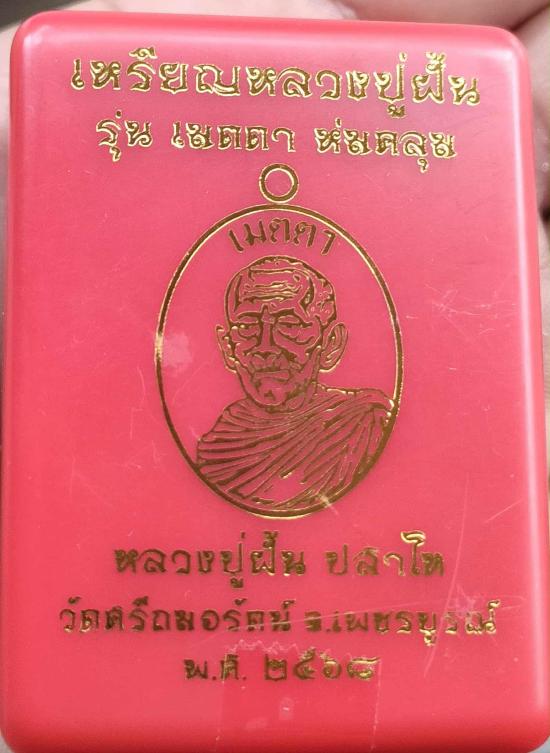 เหรียญหลวงปู่ฝั้น
รุ่น เมตตา ห่มคลุม
เมตตา
หลวงปู่ฝั้น ปสาโท
วัดศรีถมอรัตน์ จ.เพชรบูรณ์
พ.ศ. ๒๕๖๘